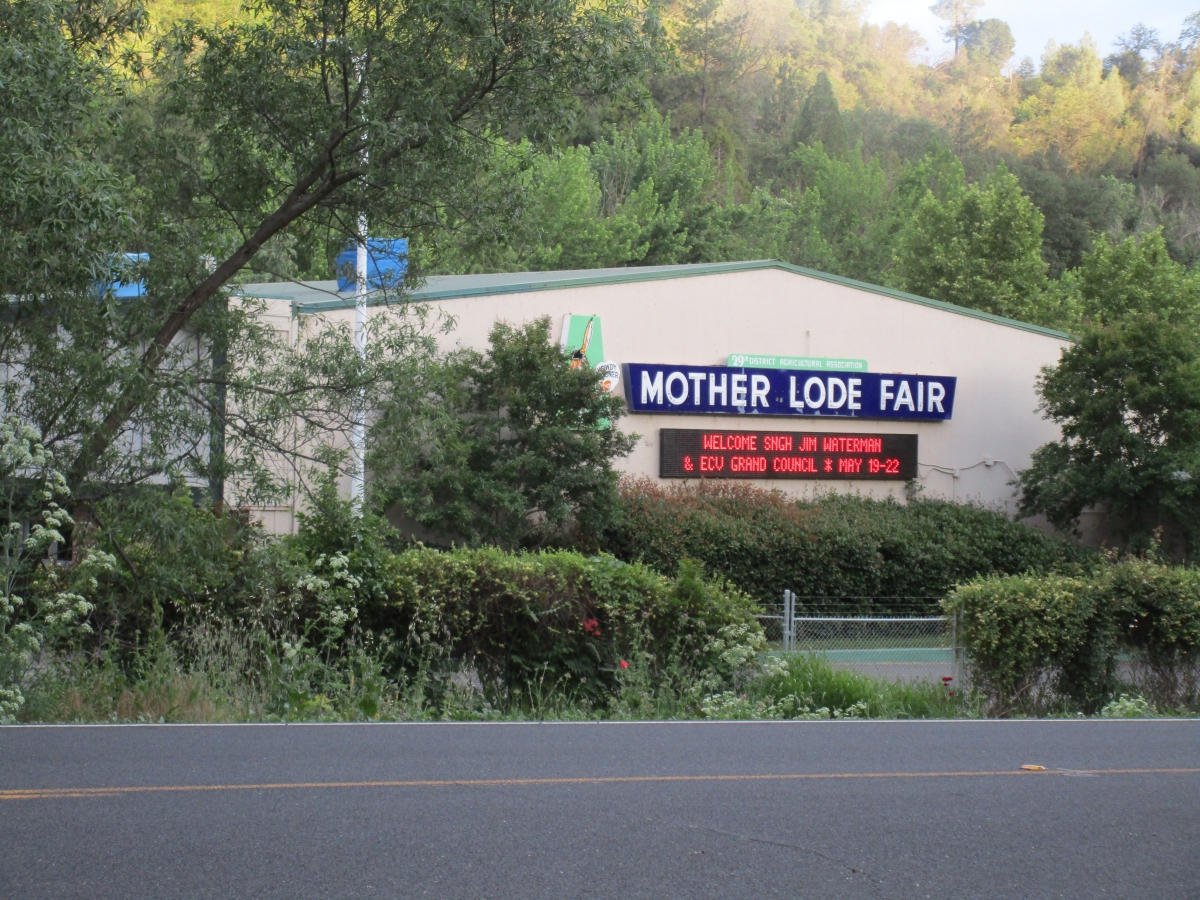 29th DISTRICT AGRICULTURAL ASSOCIATION
MOTHER LODE FAIR
WELCOME SNGH JIM WATERMAN
& ECV GRAND COUNCIL * MAY 19-22